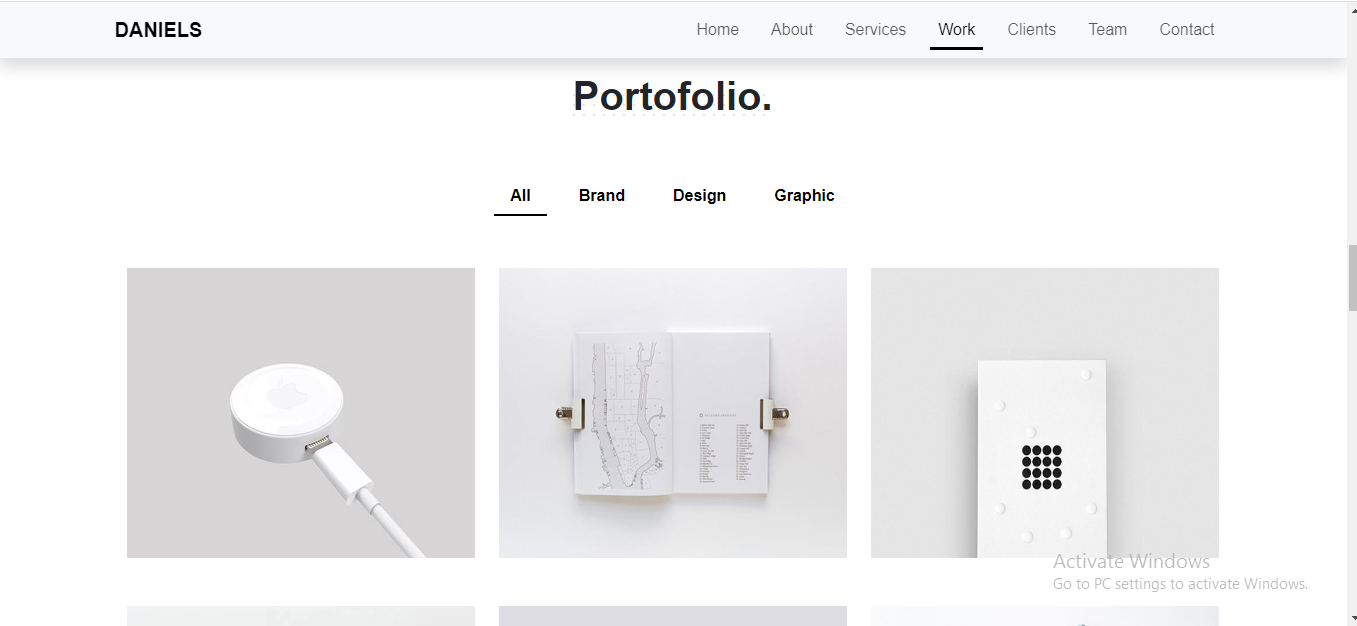 DANIELS
Home About Services Work Clients Team Contact
Portofolio.
All Brand Design Graphic
Activate Windows
Go to PC settings to activate Windows.